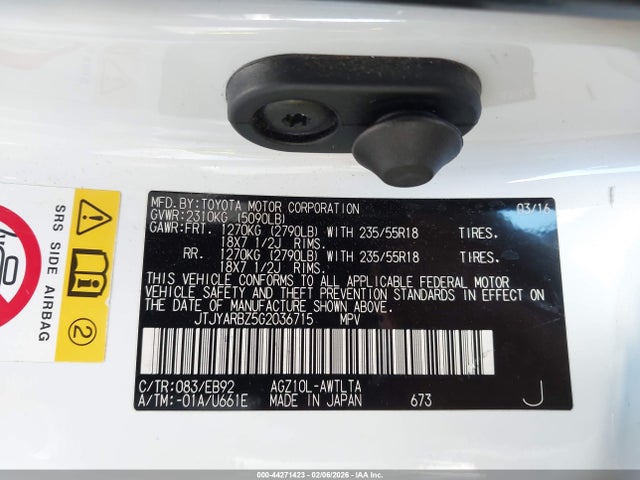 MFD.BY:TOYOTA MOTOR CORPORATION 03/16
GVWR:2310KG (5090LB)
GAWR:FRT. 1270KG (2790LB) WITH 235/55R18 TIRES.
18X7 1/2J RIMS.
RR. 1270KG (2790LB) WITH 235/55R18 TIRES.
18X7 1/2J RIMS.
THIS VEHICLE CONFORMS TO ALL APPLICABLE FEDERAL MOTOR
VEHICLE SAFETY AND THEFT PREVENTION STANDARDS IN EFFECT
ON THE DATE OF MANUFACTURE SHOWN ABOVE.
JTJYARBZ5G2036715 MPV
C/TR:083/EB92 AGZ10L-AWTLTA
A/TM:-01A/U661E MADE IN JAPAN 673 J
SRS SIDE AIRBAG
000-44271423 - 02/06/2026 - IAAI.COM